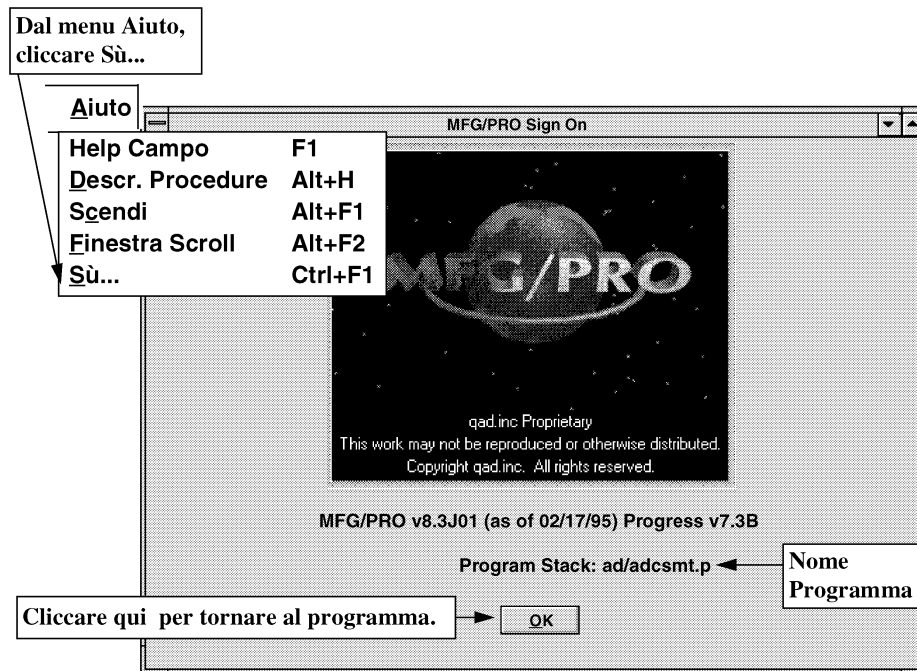 Dal menu Aiuto,
cliccare Sù...
Aiuto
MFG/PRO Sign On
Help Campo F1
Descr. Procedure Alt+H
Scendi Alt+F1
Finestra Scroll Alt+F2
Sù... Ctrl+F1
MFG/PRO
qad.inc Proprietary
This work may not be reproduced or otherwise distributed.
Copyright qad.inc. All rights reserved.
MFG/PRO v8.3J01 (as of 02/17/95) Progress v7.3B
Program Stack: ad/adcsmt.p
Nome
Programma
Cliccare qui per tornare al programma.
OK